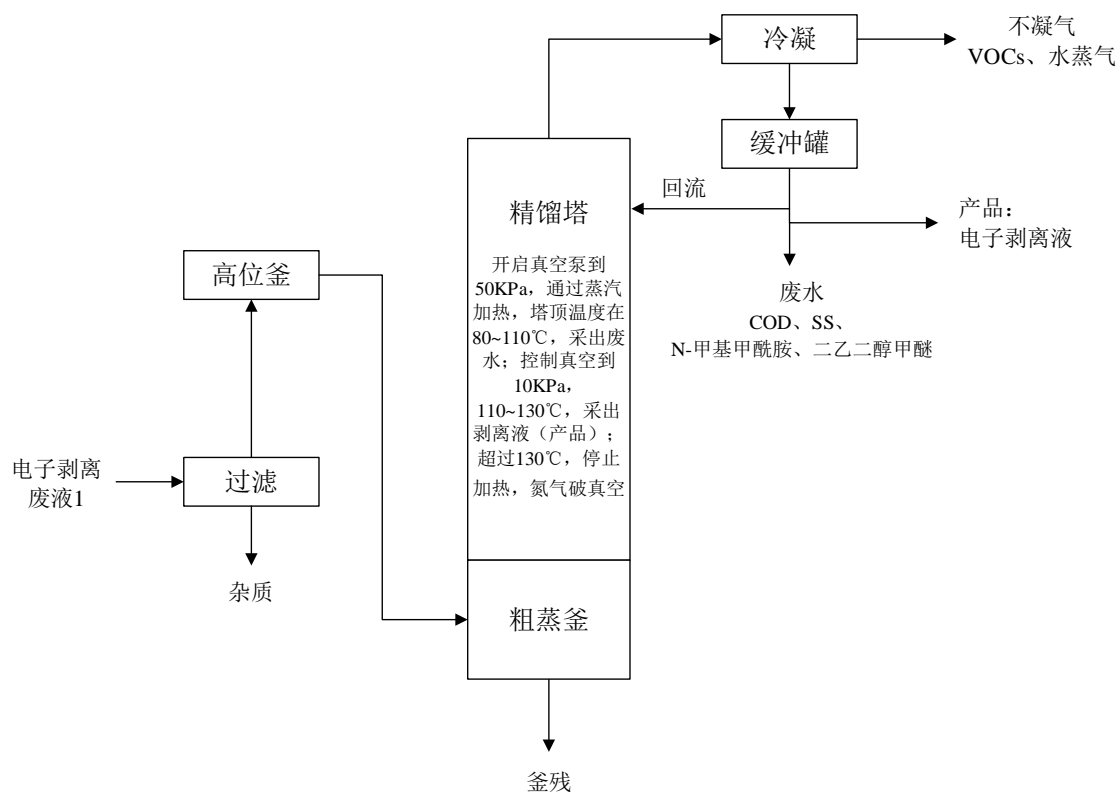 冷凝
不凝气
VOCs、水蒸气
缓冲罐
回流
产品：
电子剥离液
废水
COD、SS、
N-甲基甲酰胺、二乙二醇甲醚
精馏塔
开启真空泵到
50KPa，通过蒸汽
加热，塔顶温度在
80~110℃，采出废
水；控制真空到
10KPa，
110~130℃，采出
剥离液（产品）；
超过130℃，停止
加热，氮气破真空
高位釜
电子剥离
废液1
过滤
杂质
粗蒸釜
釜残